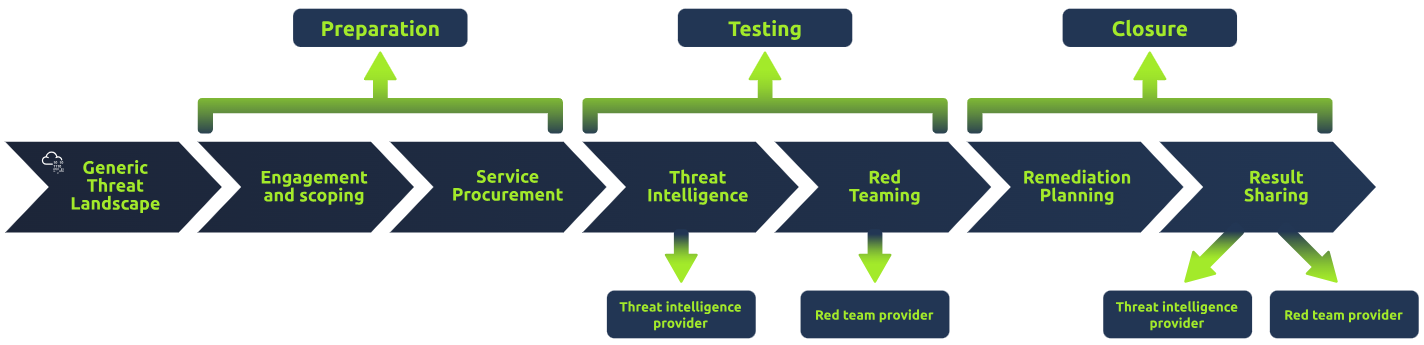 Preparation
Testing
Closure
Generic
Threat
Landscape
Engagement
and scoping
Service
Procurement
Threat
Intelligence
Red
Teaming
Remediation
Planning
Result
Sharing
Threat intelligence
provider
Red team provider
Threat intelligence
provider
Red team provider